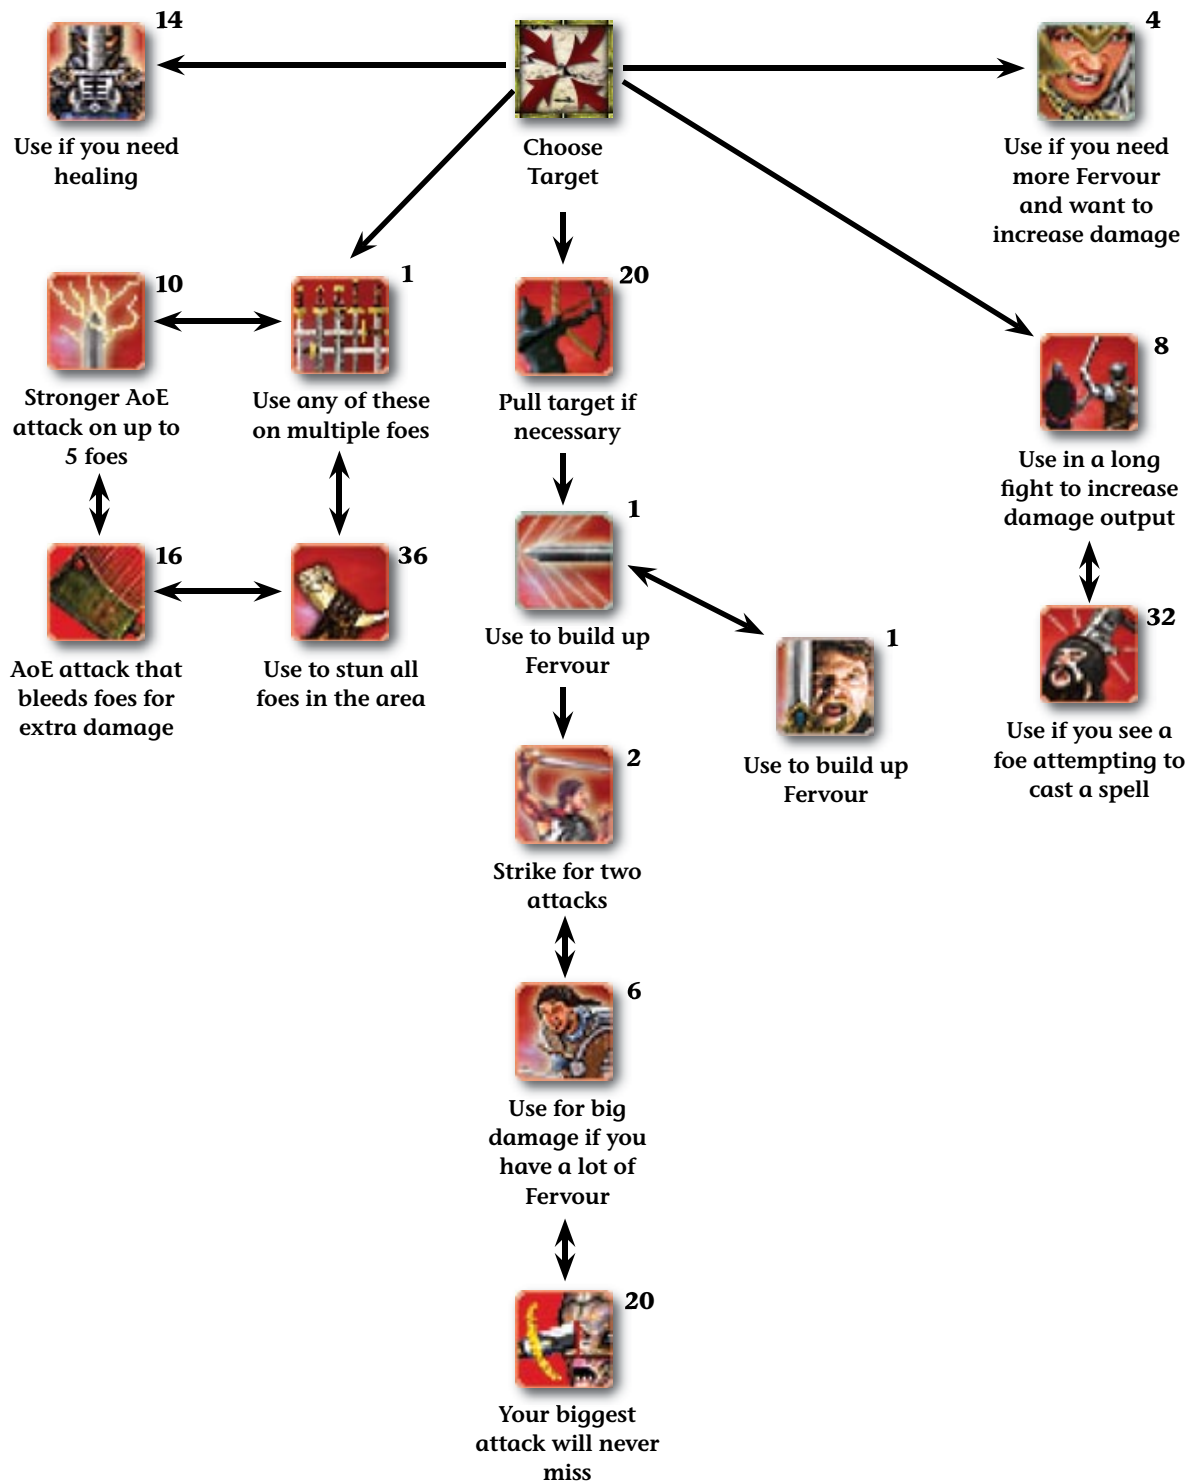 14
Use if you need
healing
Choose
Target
4
Use if you need
more Fervour
and want to
increase damage
10
Stronger AoE
attack on up to
5 foes
1
Use any of these
on multiple foes
20
Pull target if
necessary
8
Use in a long
fight to increase
damage output
16
AoE attack that
bleeds foes for
extra damage
36
Use to stun all
foes in the area
1
Use to build up
Fervour
1
Use to build up
Fervour
32
Use if you see a
foe attempting to
cast a spell
2
Strike for two
attacks
6
Use for big
damage if you
have a lot of
Fervour
20
Your biggest
attack will never
miss